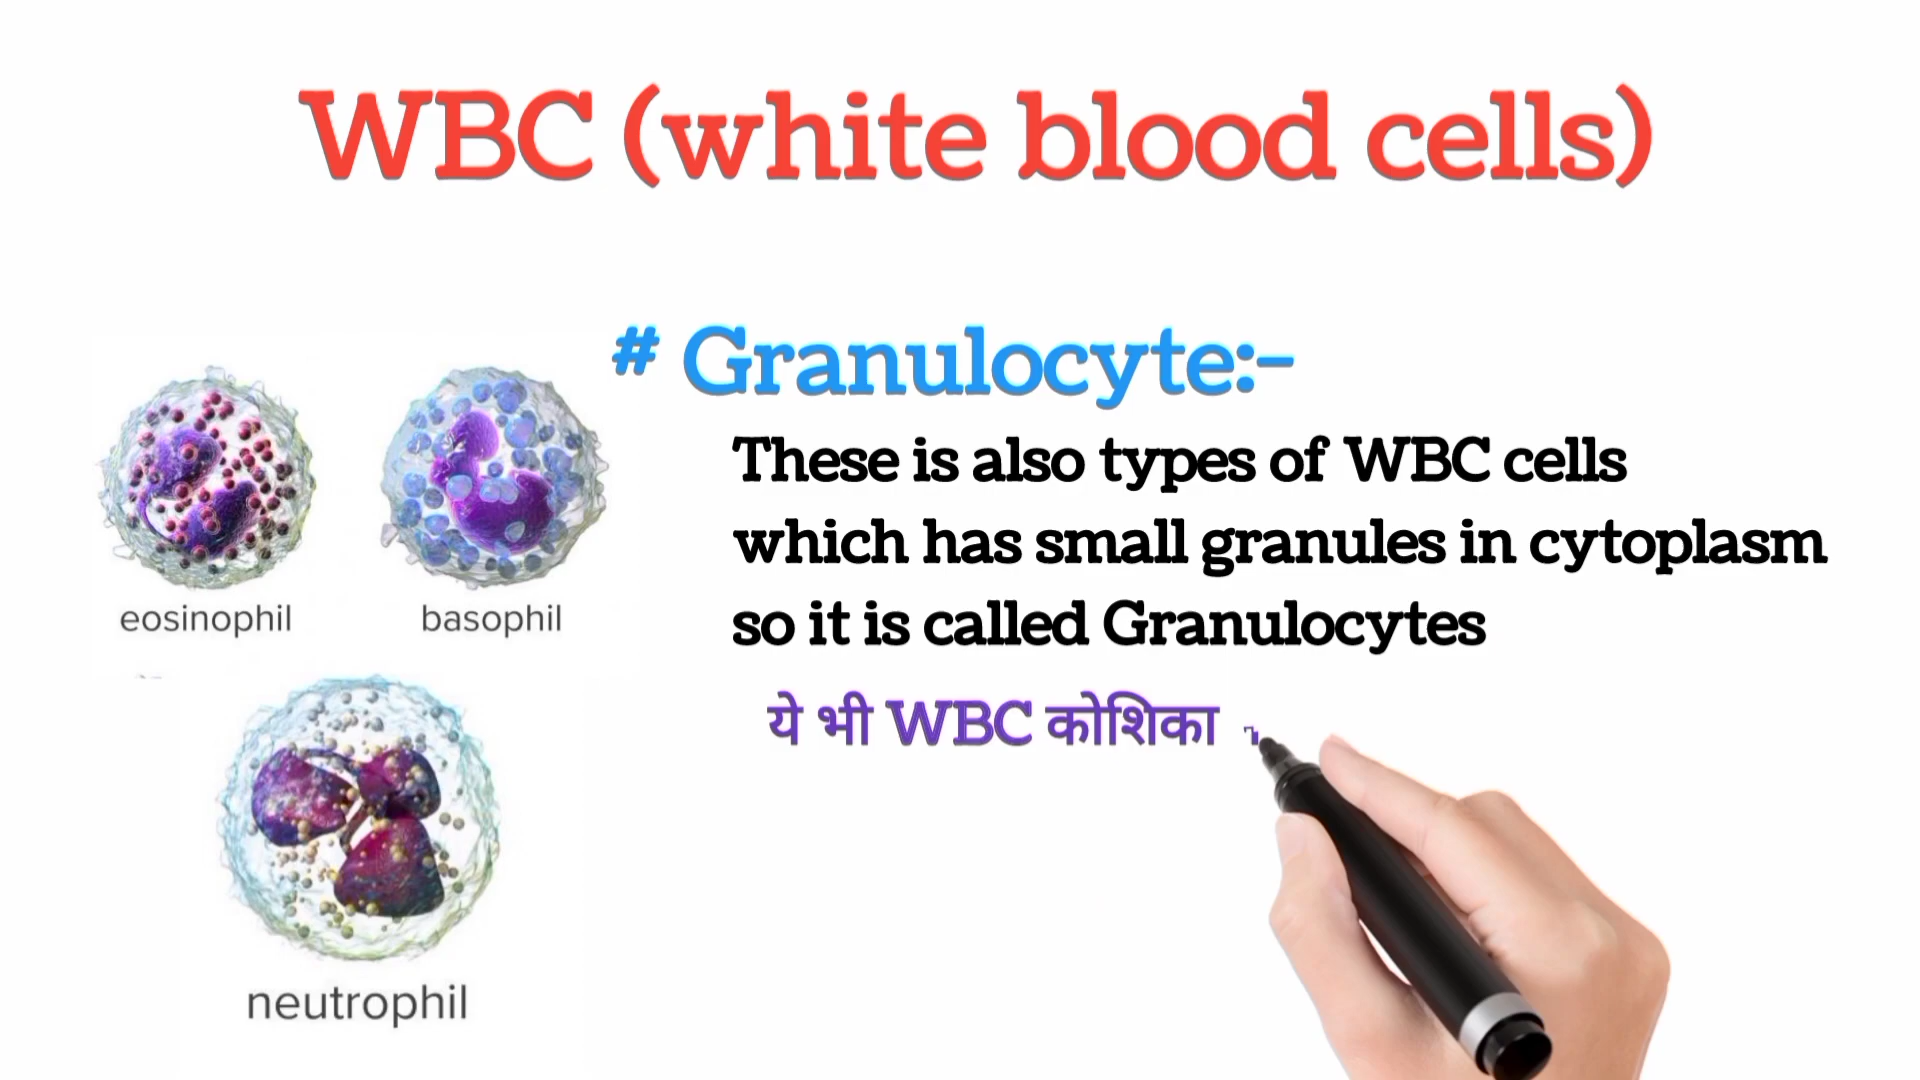 WBC (white blood cells)
# Granulocyte:-
These is also types of WBC cells
which has small granules in cytoplasm
so it is called Granulocytes
ये भी WBC कोशिका
eosinophil
basophil
neutrophil